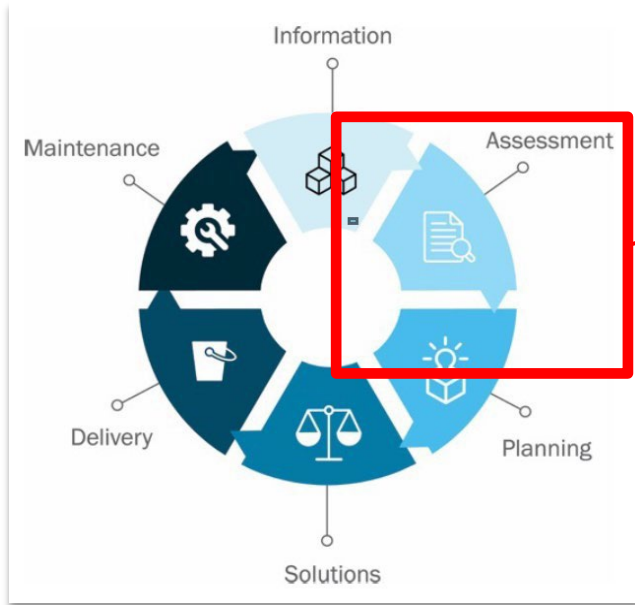 Information
Assessment
Maintenance
Planning
Delivery
Solutions